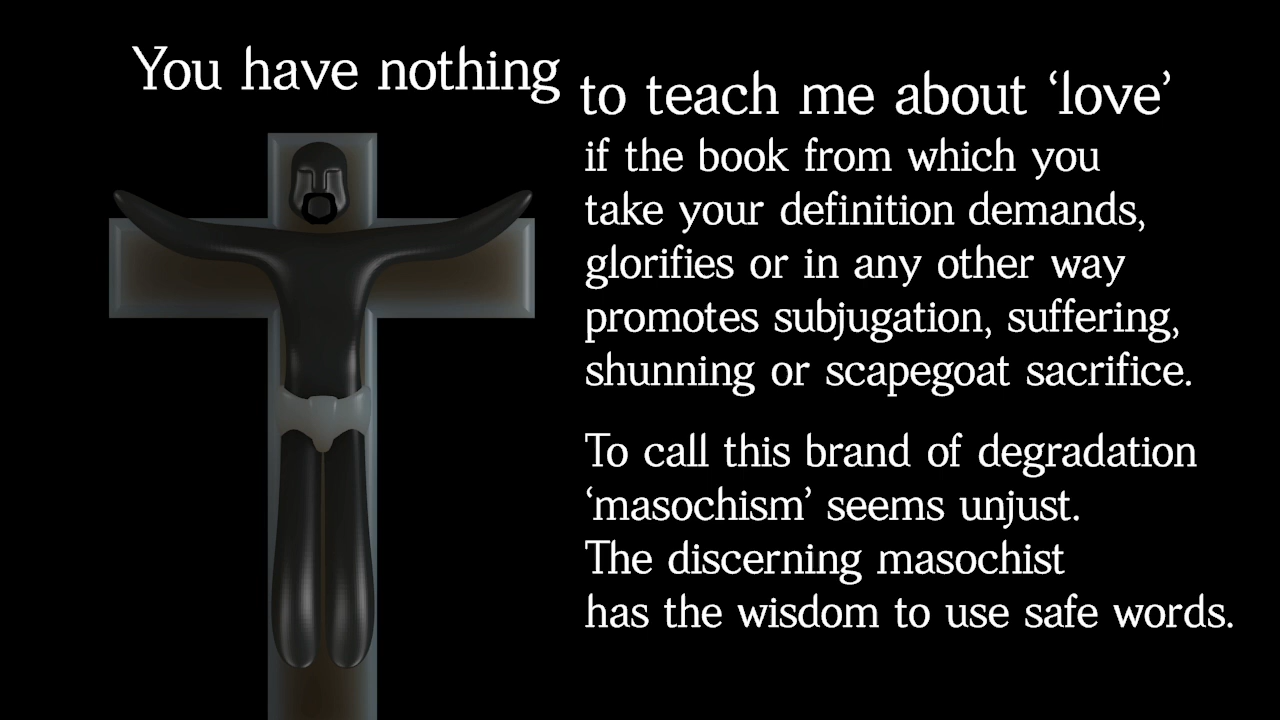 You have nothing
to teach me about ‘love’
if the book from which you
take your definition demands,
glorifies or in any other way
promotes subjugation, suffering,
shunning or scapegoat sacrifice.
To call this brand of degradation
‘masochism’ seems unjust.
The discerning masochist
has the wisdom to use safe words.